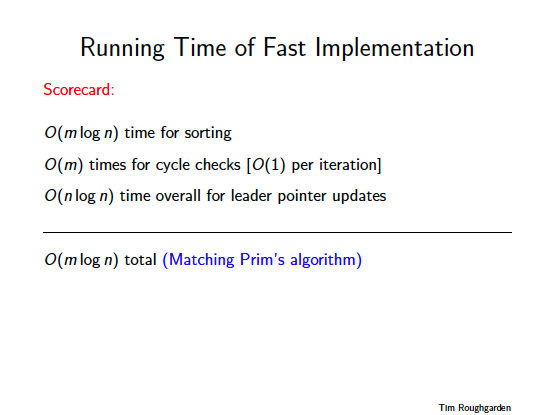 Running Time of Fast Implementation
Scorecard:
O(m log n) time for sorting
O(m) times for cycle checks [O(1) per iteration]
O(n log n) time overall for leader pointer updates
O(m log n) total (Matching Prim's algorithm)
Tim Roughgarden